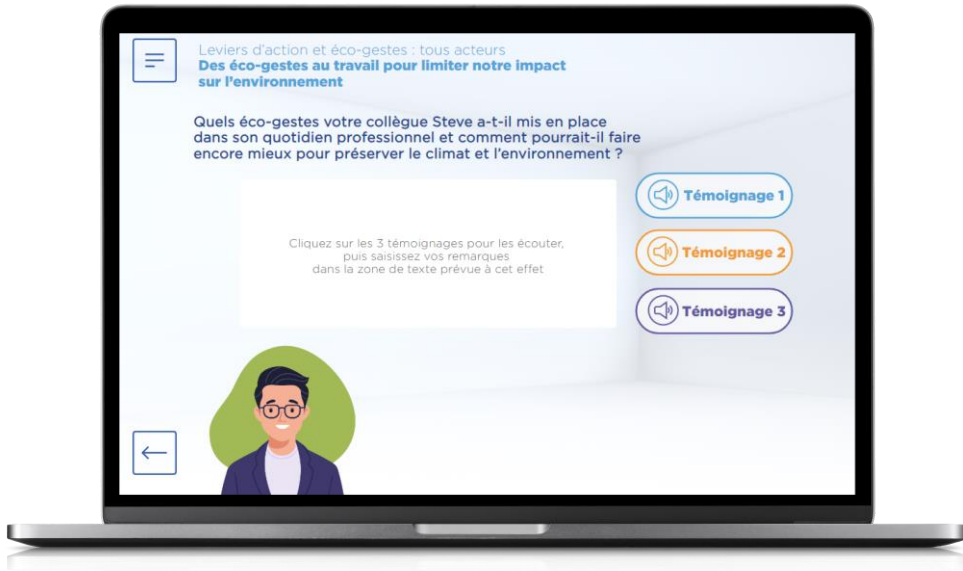 Leviers d'action et éco-gestes : tous acteurs
Des éco-gestes au travail pour limiter notre impact
sur l'environnement
Quels éco-gestes votre collègue Steve a-t-il mis en place
dans son quotidien professionnel et comment pourrait-il faire
encore mieux pour préserver le climat et l'environnement ?
Cliquez sur les 3 témoignages pour les écouter,
puis saisissez vos remarques
dans la zone de texte prévue à cet effet
Témoignage 1
Témoignage 2
Témoignage 3